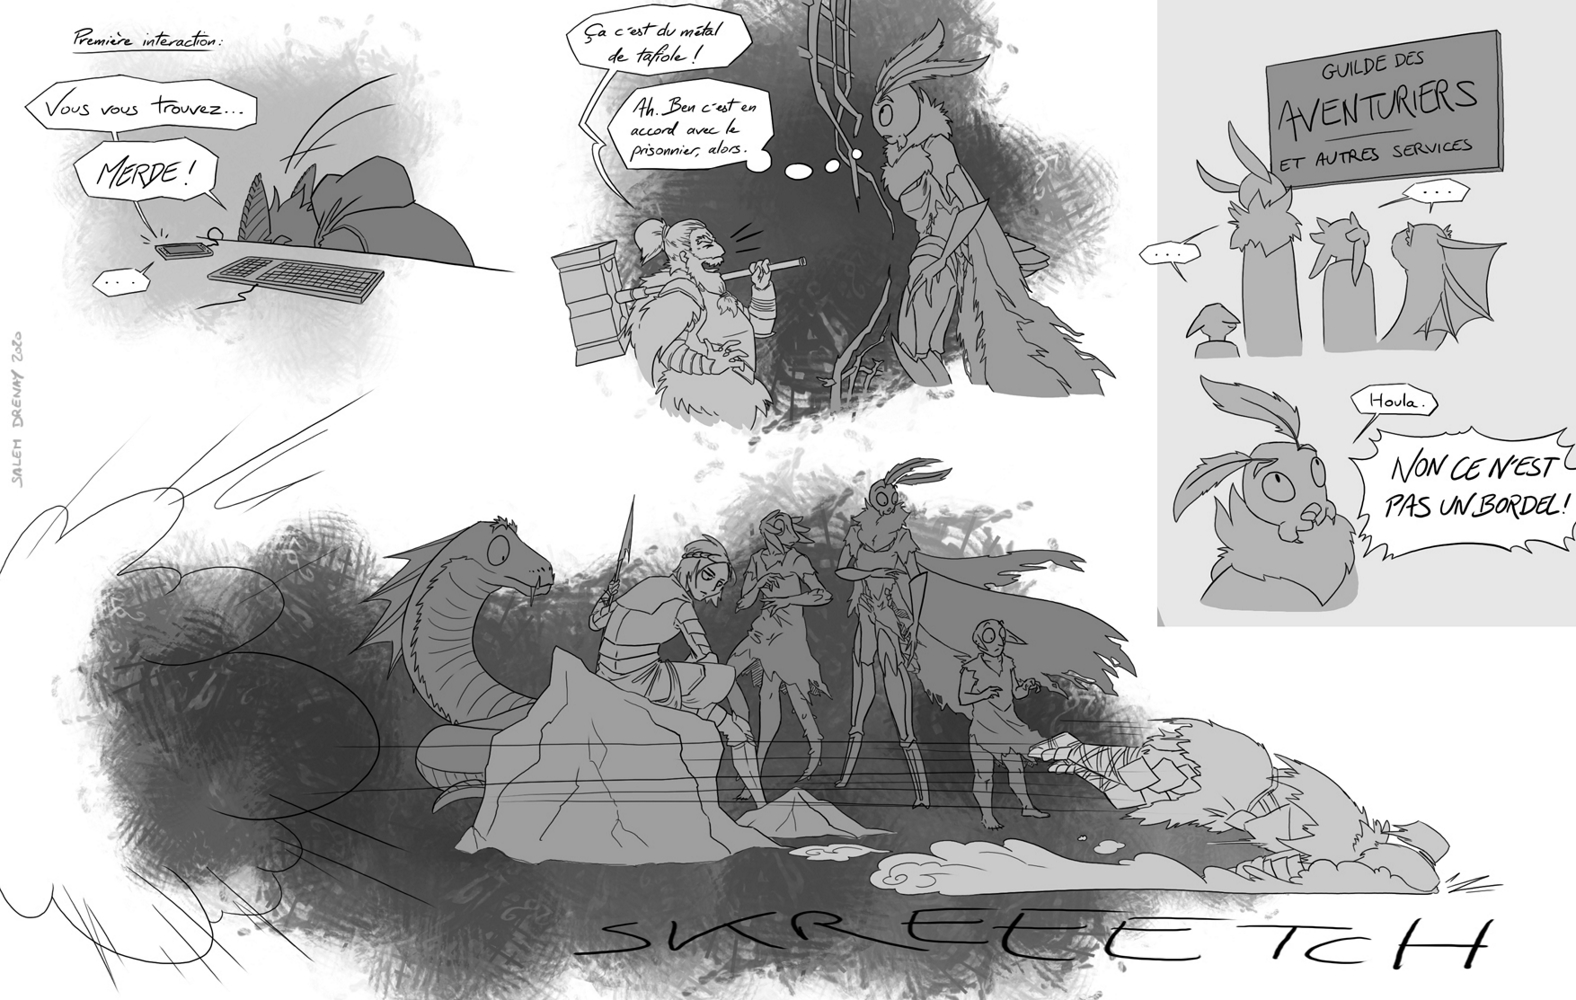 Première interaction:
Vous vous trouvez...
MERDE !
...
Ça c'est du métal
de tafiole !
Ah. Ben c'est en
accord avec le
prisonnier, alors.
GUILDE DES
AVENTURIERS
ET AUTRES SERVICES
...
...
Houla.
NON CE N'EST
PAS UN BORDEL!
SKREEETCH
SALEM DRENAY 2020